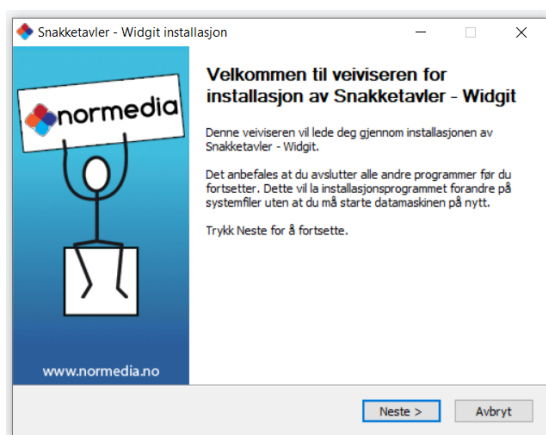 Snakketavler - Widgit installasjon
normedia
www.normedia.no
Velkommen til veiviseren for
installasjon av Snakketavler - Widgit
Denne veiviseren vil lede deg gjennom installasjonen av
Snakketavler - Widgit.
Det anbefales at du avslutter alle andre programmer før du
fortsetter. Dette vil la installasjonsprogrammet forandre på
systemfiler uten at du må starte datamaskinen på nytt.
Trykk Neste for å fortsette.
Neste >
Avbryt